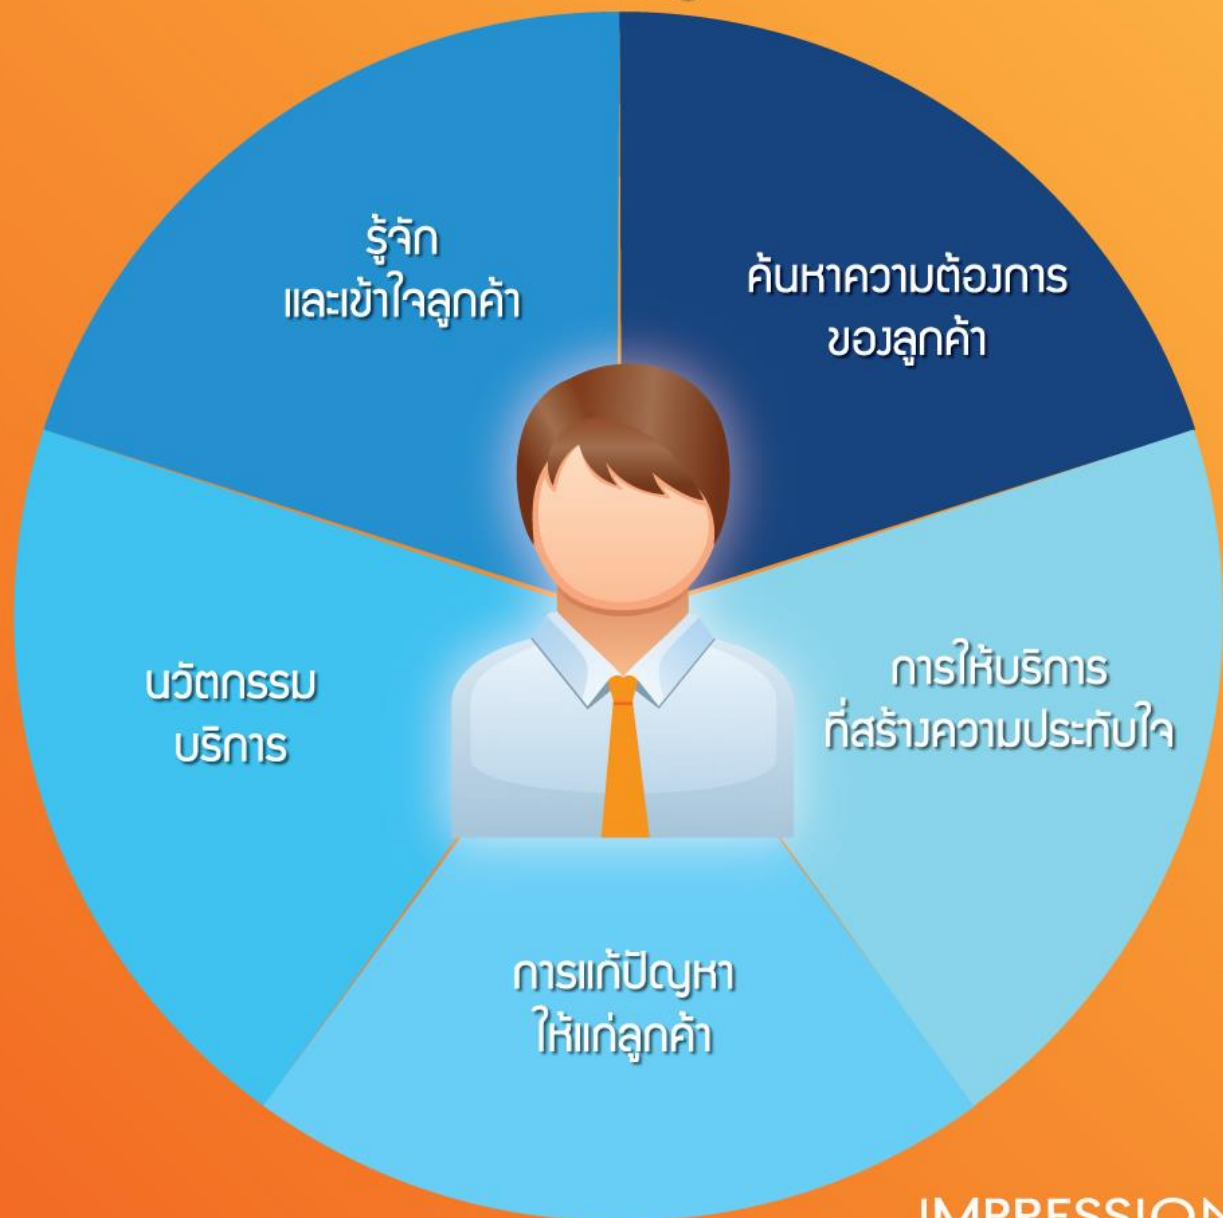 รู้จัก
และเข้าใจลูกค้า
ค้นหาความต้องการ
ของลูกค้า
นวัตกรรม
บริการ
การให้บริการ
ที่สร้างความประทับใจ
การแก้ปัญหา
ให้แก่ลูกค้า
IMPRESSION